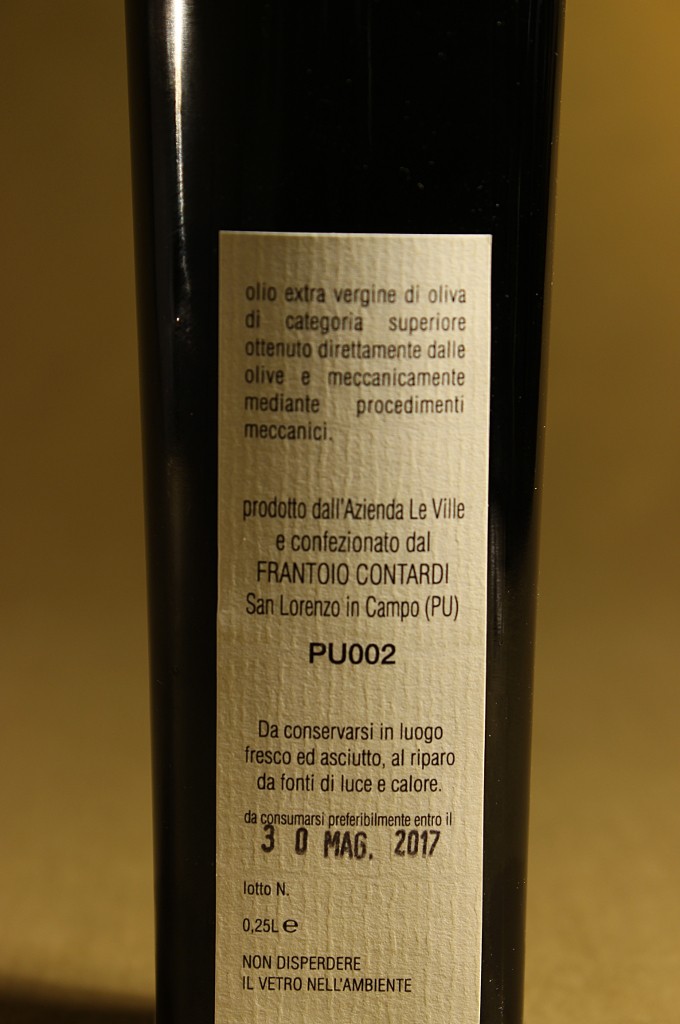 olio extra vergine di oliva
di categoria superiore
ottenuto direttamente dalle
olive e meccanicamente
mediante procedimenti
meccanici.
prodotto dall'Azienda Le Ville
e confezionato dal
FRANTOIO CONTARDI
San Lorenzo in Campo (PU)
PU002
Da conservarsi in luogo
fresco ed asciutto, al riparo
da fonti di luce e calore.
da consumarsi preferibilmente entro il
30 MAG. 2017
lotto N.
0,25L e
NON DISPERDERE
IL VETRO NELL'AMBIENTE